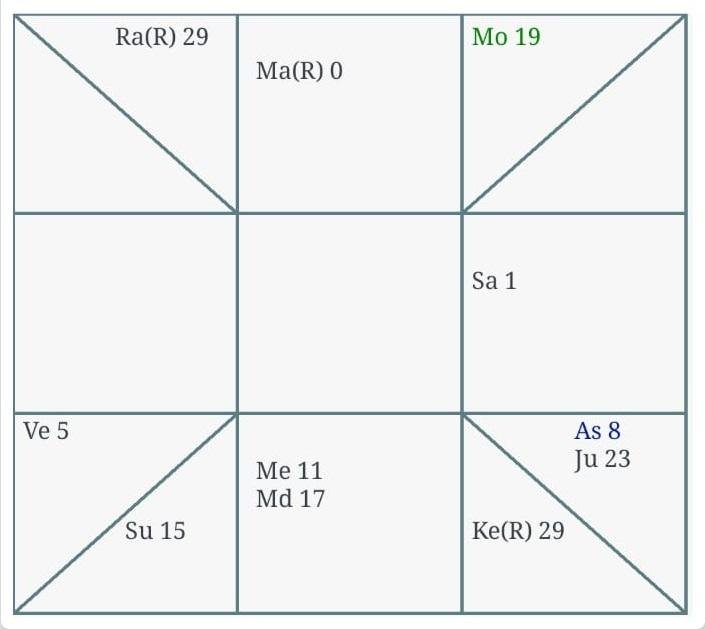 Ra(R) 29
Ma(R) 0
Mo 19
Sa 1
Ve 5
Su 15
Me 11
Md 17
As 8
Ju 23
Ke(R) 29